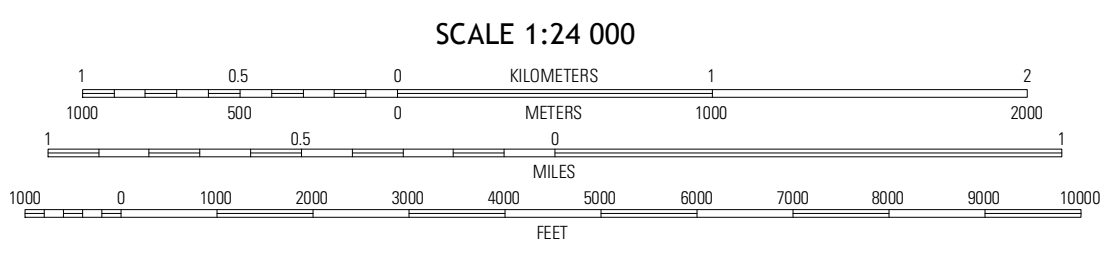 SCALE 1:24 000
1 0.5 0 KILOMETERS 1 2
1000 500 0 METERS 1000 2000
1 0.5 0 1
MILES
1000 0 1000 2000 3000 4000 5000 6000 7000 8000 9000 10000
FEET